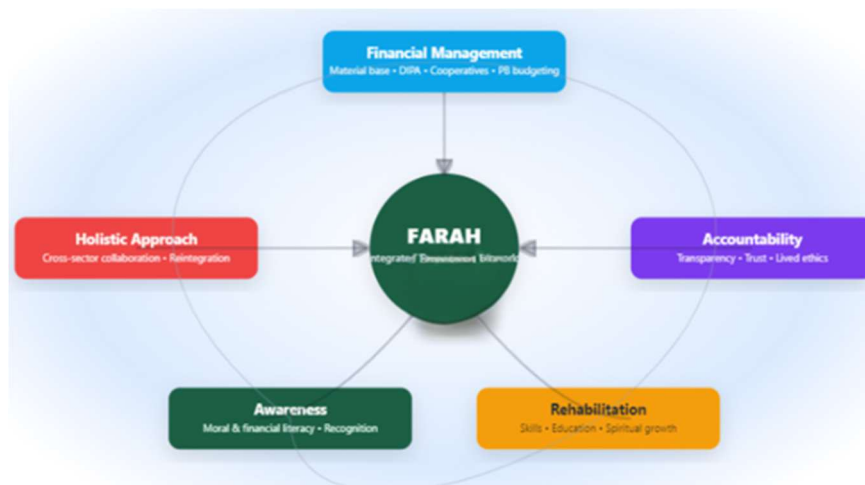 Financial Management
Material base • DIPA • Cooperatives • PB budgeting
Holistic Approach
Cross-sector collaboration • Reintegration
FARAH
Accountability
Transparency • Trust • Lived ethics
Awareness
Moral & financial literacy • Recognition
Rehabilitation
Skills • Education • Spiritual growth